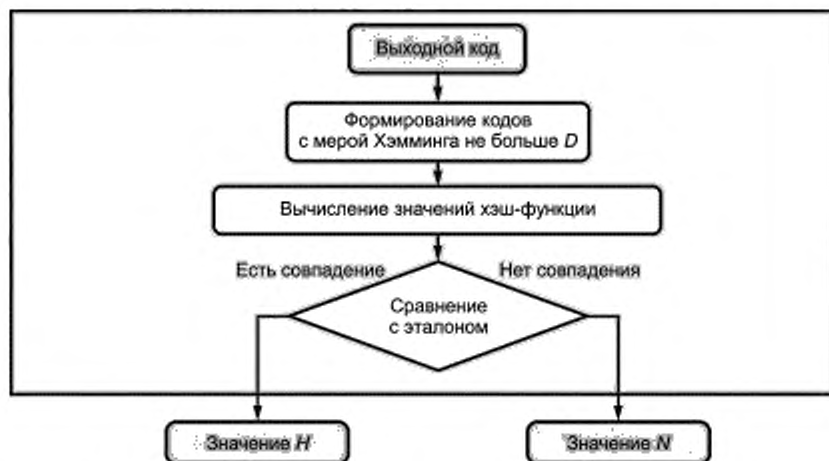 Выходной код
Формирование кодов
с мерой Хэмминга не больше D
Вычисление значений хэш-функции
Есть совпадение
Нет совпадения
Сравнение
с эталоном
Значение H
Значение N